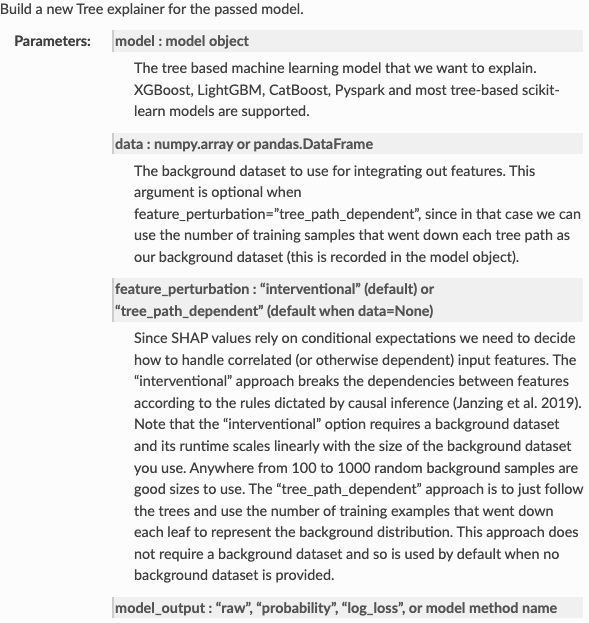 Build a new Tree explainer for the passed model.
Parameters:
model : model object
The tree based machine learning model that we want to explain.
XGBoost, LightGBM, CatBoost, Pyspark and most tree-based scikit-
learn models are supported.
data : numpy.array or pandas.DataFrame
The background dataset to use for integrating out features. This
argument is optional when
feature_perturbation=”tree_path_dependent”, since in that case we can
use the number of training samples that went down each tree path as
our background dataset (this is recorded in the model object).
feature_perturbation : “interventional” (default) or
“tree_path_dependent” (default when data=None)
Since SHAP values rely on conditional expectations we need to decide
how to handle correlated (or otherwise dependent) input features. The
“interventional” approach breaks the dependencies between features
according to the rules dictated by causal inference (Janzing et al. 2019).
Note that the “interventional” option requires a background dataset
and its runtime scales linearly with the size of the background dataset
you use. Anywhere from 100 to 1000 random background samples are
good sizes to use. The “tree_path_dependent” approach is to just follow
the trees and use the number of training examples that went down
each leaf to represent the background distribution. This approach does
not require a background dataset and so is used by default when no
background dataset is provided.
model_output : “raw”, “probability”, “log_loss”, or model method name